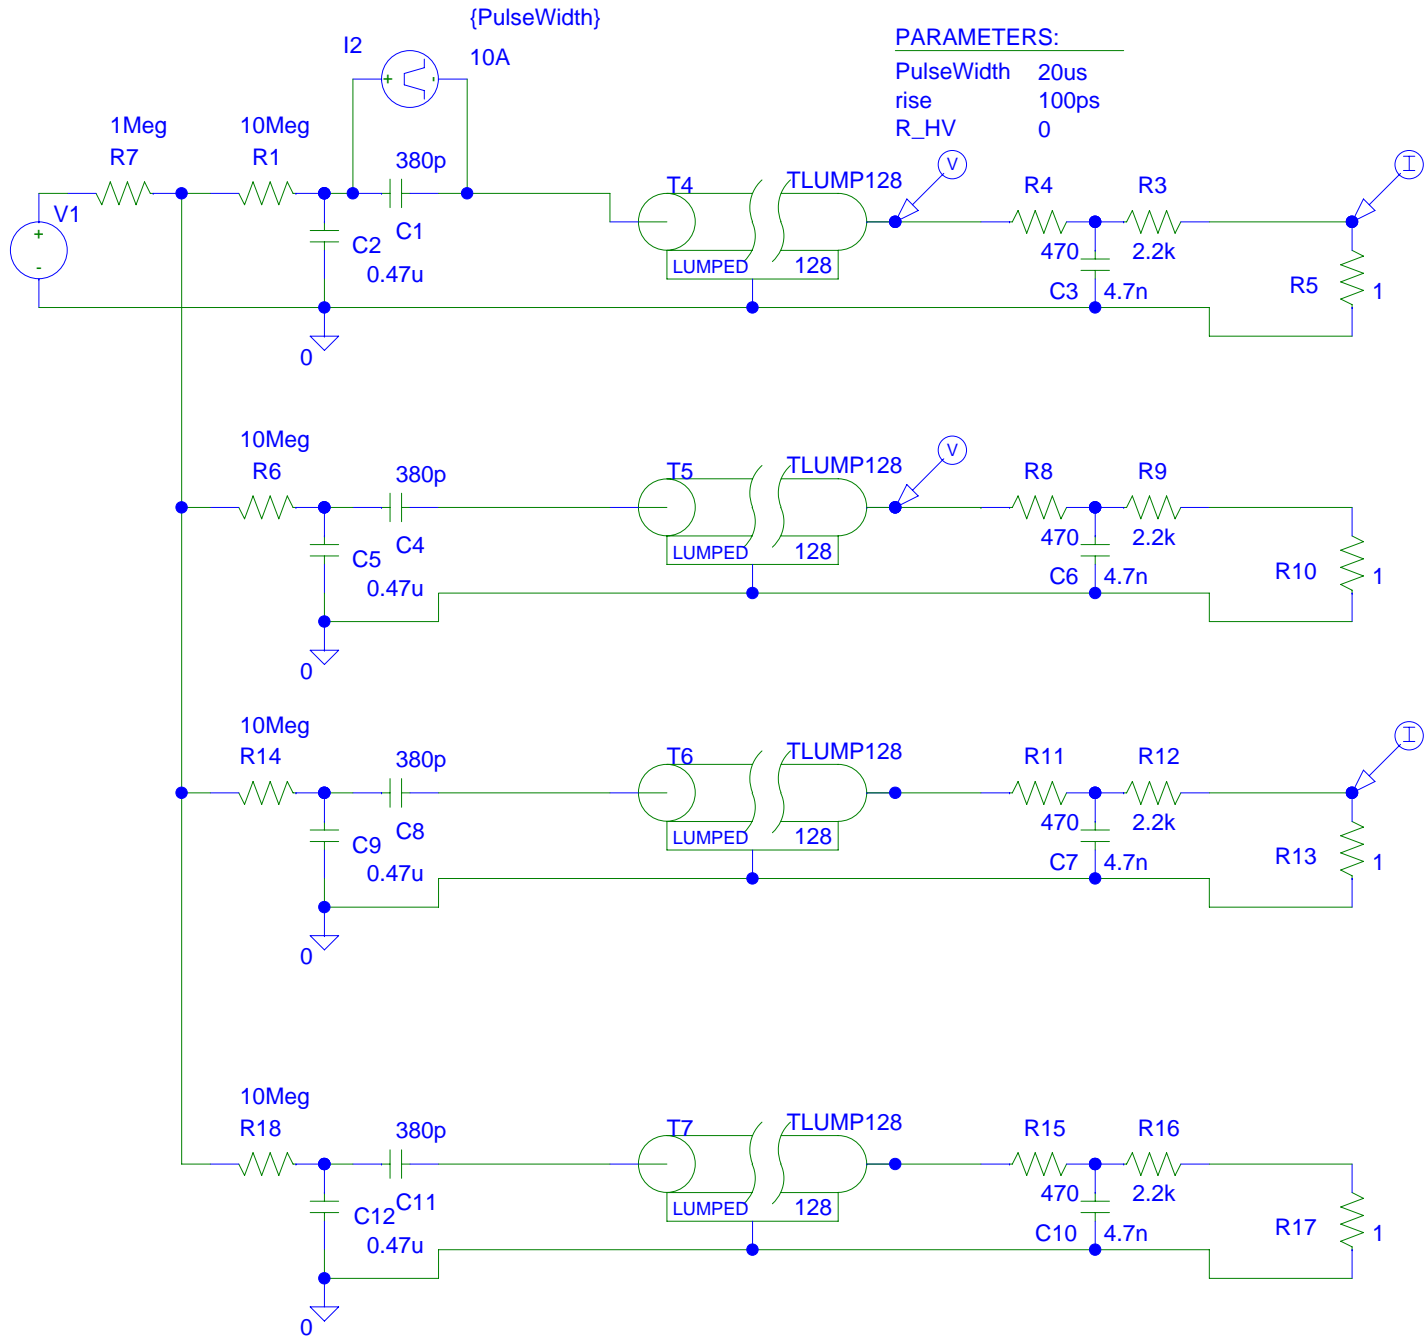 {PulseWidth}
I2
10A
PARAMETERS:
PulseWidth 20us
rise 100ps
R_HV 0
1Meg
R7
10Meg
R1
380p
C1
V1
+
-
+ -
C2
0.47u
0
T4
TLUMP128
LUMPED
128
V
R4
470
R3
2.2k
C3
4.7n
I
R5
1
10Meg
R6
380p
C4
C5
0.47u
0
T5
TLUMP128
LUMPED
128
V
R8
470
R9
2.2k
C6
4.7n
R10
1
10Meg
R14
380p
C8
C9
0.47u
0
T6
TLUMP128
LUMPED
128
R11
470
R12
2.2k
C7
4.7n
I
R13
1
10Meg
R18
380p
C11
C12
0.47u
0
T7
TLUMP128
LUMPED
128
R15
470
R16
2.2k
C10
4.7n
R17
1